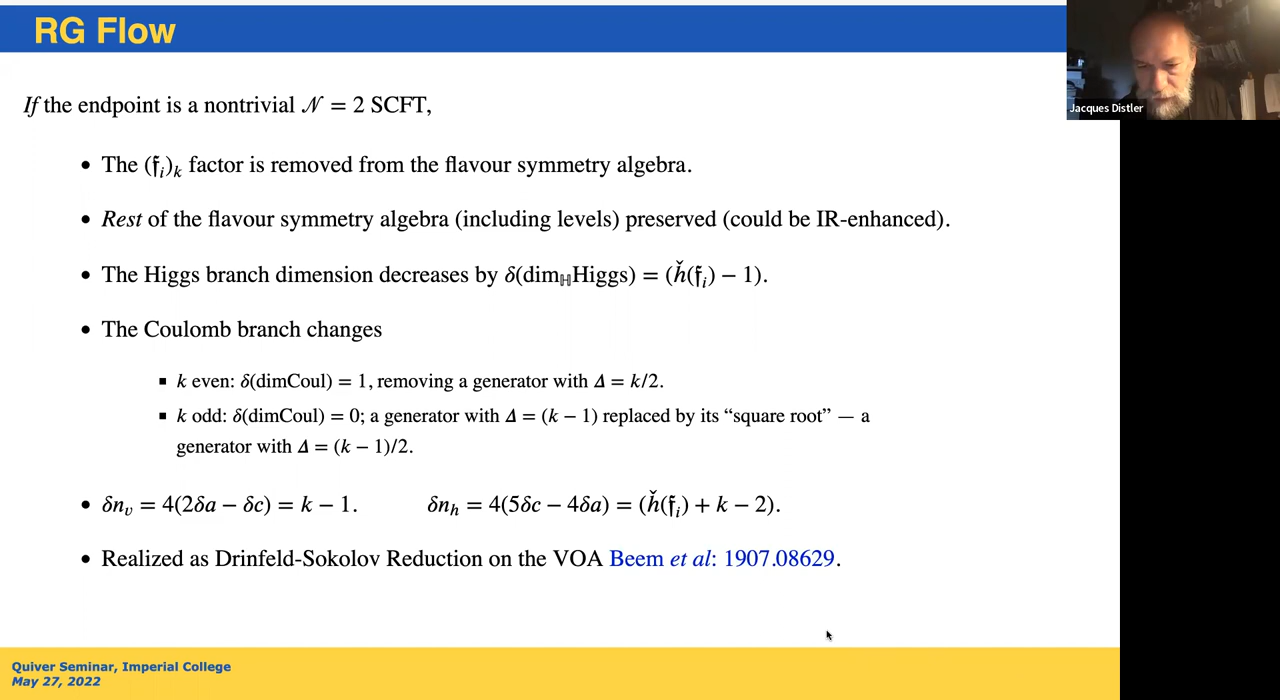 RG Flow
Jacques Distler
If the endpoint is a nontrivial 𝒩 = 2 SCFT,
• The (𝔣ᵢ)ₖ factor is removed from the flavour symmetry algebra.
• Rest of the flavour symmetry algebra (including levels) preserved (could be IR-enhanced).
• The Higgs branch dimension decreases by δ(dim_ℍHiggs) = (ȟ(𝔣ᵢ) − 1).
• The Coulomb branch changes
▪ k even: δ(dimCoul) = 1, removing a generator with Δ = k/2.
▪ k odd: δ(dimCoul) = 0; a generator with Δ = (k − 1) replaced by its “square root” — a
generator with Δ = (k − 1)/2.
• δnᵥ = 4(2δa − δc) = k − 1. δnₕ = 4(5δc − 4δa) = (ȟ(𝔣ᵢ) + k − 2).
• Realized as Drinfeld-Sokolov Reduction on the VOA Beem et al: 1907.08629.
Quiver Seminar, Imperial College
May 27, 2022